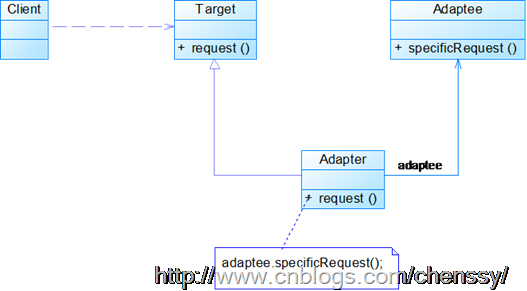 Client
Target
+ request ()
Adaptee
+ specificRequest ()
Adapter
+ request ()
adaptee
adaptee.specificRequest();
http://www.cnblogs.com/chenssy/